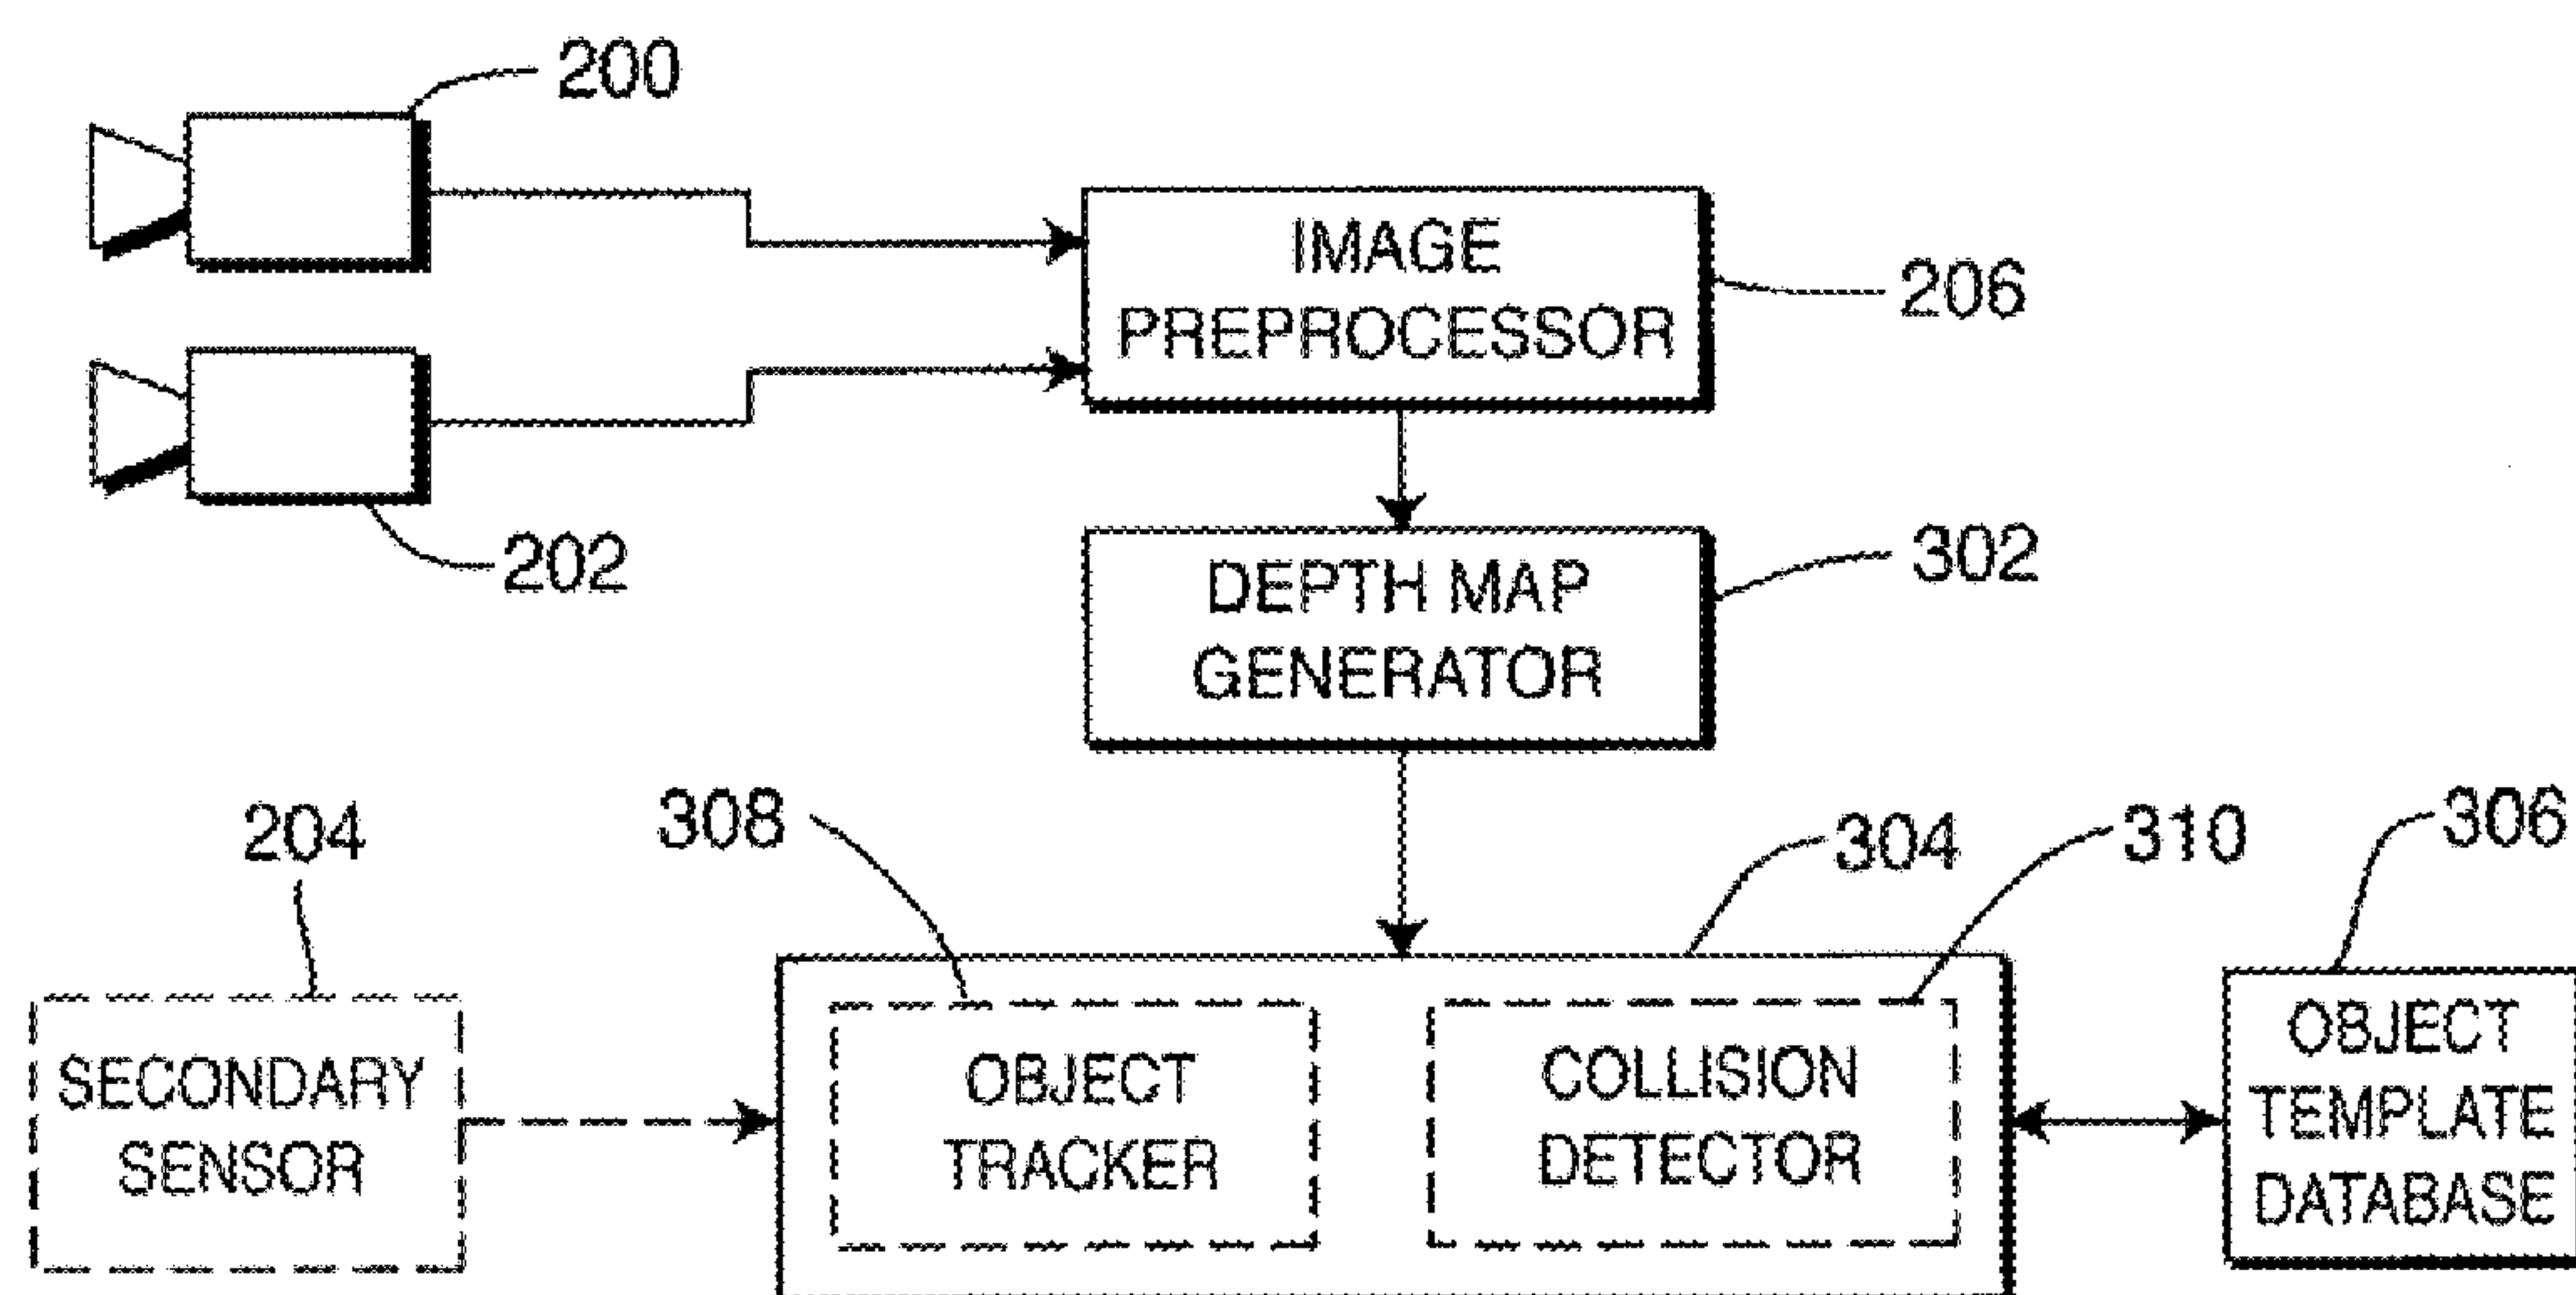 200
IMAGE
PREPROCESSOR
206
202
DEPTH MAP
GENERATOR
302
204
308
304
310
306
SECONDARY
SENSOR
OBJECT
TRACKER
COLLISION
DETECTOR
OBJECT
TEMPLATE
DATABASE